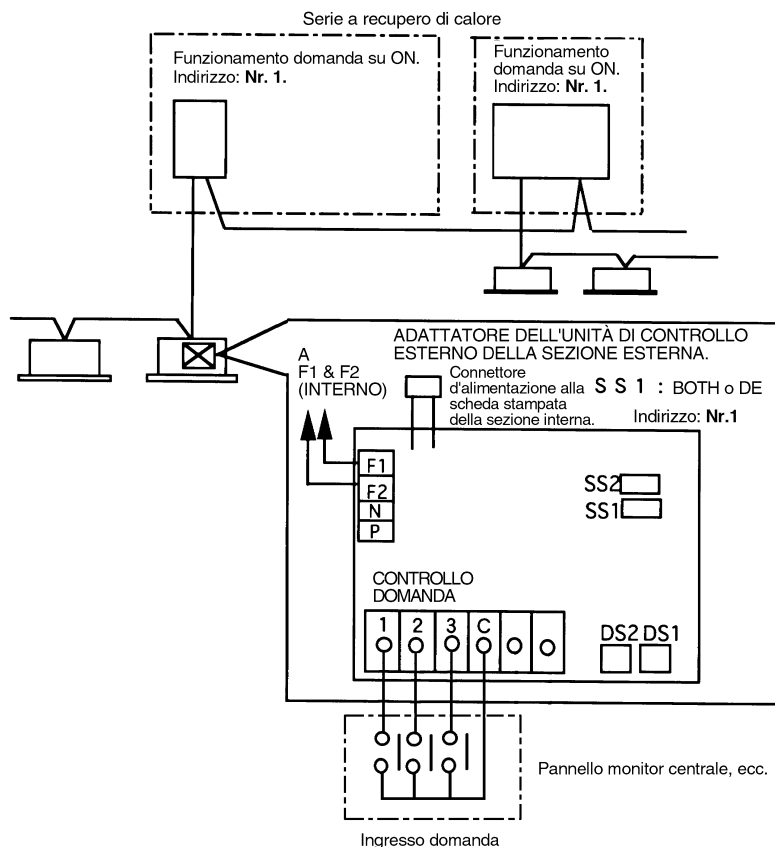 Serie a recupero di calore
Funzionamento domanda su ON.
Indirizzo: Nr. 1.
Funzionamento
domanda su ON.
Indirizzo: Nr. 1.
ADATTATORE DELL'UNITÀ DI CONTROLLO
ESTERNO DELLA SEZIONE ESTERNA.
A
F1 & F2
(INTERNO)
Connettore
d'alimentazione alla
scheda stampata
della sezione interna.
S S 1 : BOTH o DE
Indirizzo: Nr.1
F1
F2
N
P
SS2
SS1
CONTROLLO
DOMANDA
1 2 3 C
DS2 DS1
Pannello monitor centrale, ecc.
Ingresso domanda